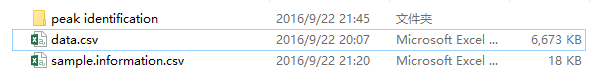 peak identification 2016/9/22 21:45 文件夹
data.csv 2016/9/22 20:07 Microsoft Excel ... 6,673 KB
sample.information.csv 2016/9/22 21:20 Microsoft Excel ... 18 KB